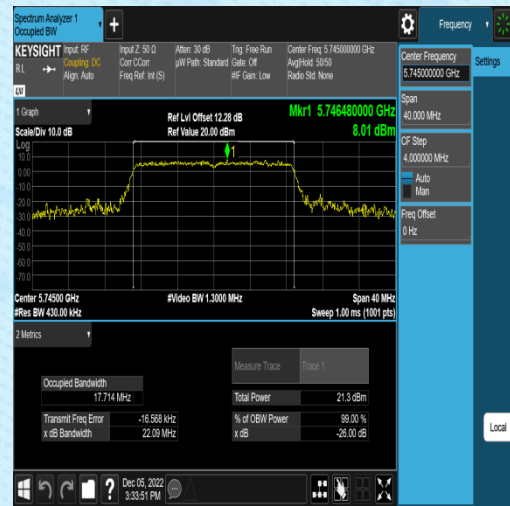 Spectrum Analyzer 1
Occupied BW
+
Frequency
KEYSIGHT
Input: RF
Coupling: DC
Align: Auto
Input Z: 50 Ω
Corr CCorr
Freq Ref: Int (S)
Atten: 30 dB
µW Path: Standard
Trig: Free Run
Gate: Off
#IF Gain: Low
Center Freq: 5.745000000 GHz
Avg|Hold: 50/50
Radio Std: None
RL
LXI
Center Frequency
5.745000000 GHz
Settings
Span
40.000 MHz
CF Step
4.000000 MHz
Auto
Man
Freq Offset
0 Hz
Local
1 Graph
Scale/Div 10.0 dB
Ref Lvl Offset 12.28 dB
Ref Value 20.00 dBm
Mkr1 5.746480000 GHz
8.01 dBm
Log
10.0
0.00
-10.0
-20.0
-30.0
-40.0
-50.0
-60.0
-70.0
1
Center 5.74500 GHz
#Res BW 430.00 kHz
#Video BW 1.3000 MHz
Span 40 MHz
Sweep 1.00 ms (1001 pts)
2 Metrics
Measure Trace
Trace 1
Occupied Bandwidth
17.714 MHz
Total Power
21.3 dBm
Transmit Freq Error
-16.568 kHz
% of OBW Power
99.00 %
x dB Bandwidth
22.09 MHz
x dB
-26.00 dB
?
Dec 05, 2022
3:33:51 PM